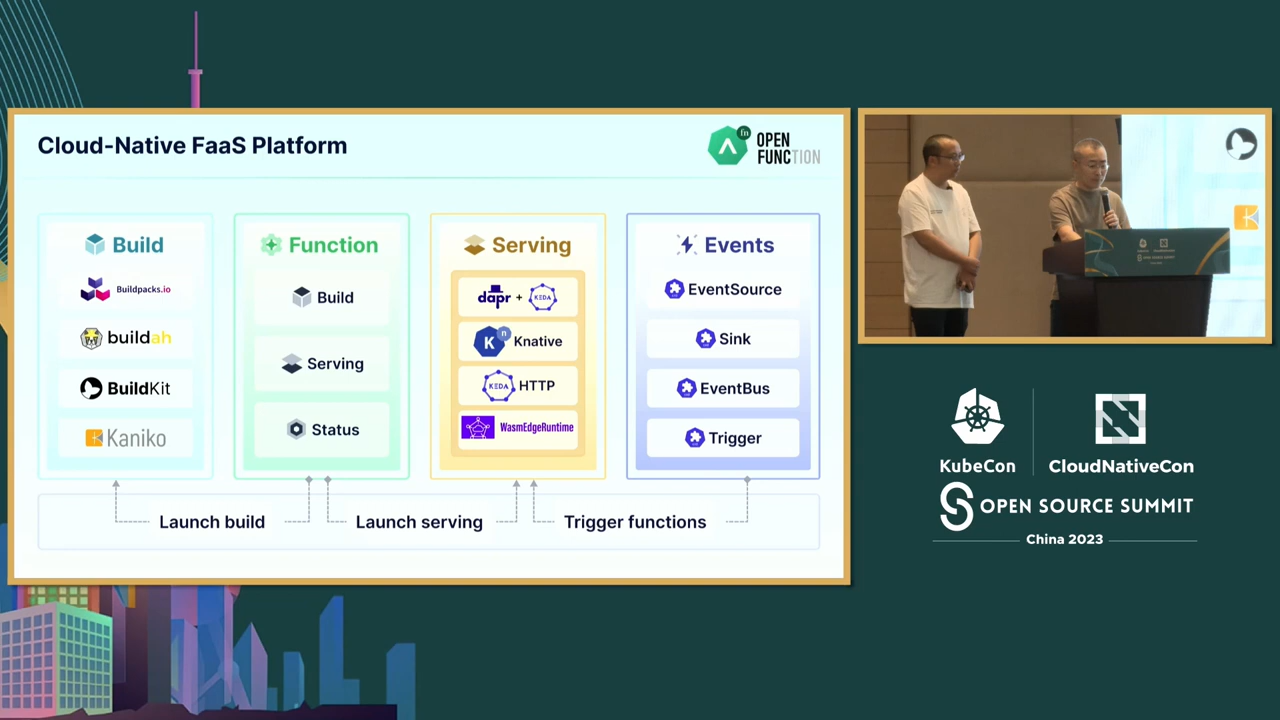 Cloud-Native FaaS Platform
fn
OPEN
FUNCTION
Build
Buildpacks.io
buildah
BuildKit
Kaniko
Function
Build
Serving
Status
Serving
dapr + KEDA
K n Knative
KEDA HTTP
WasmEdgeRuntime
Events
EventSource
Sink
EventBus
Trigger
Launch build
Launch serving
Trigger functions
KubeCon
CloudNativeCon
OPEN SOURCE SUMMIT
China 2023